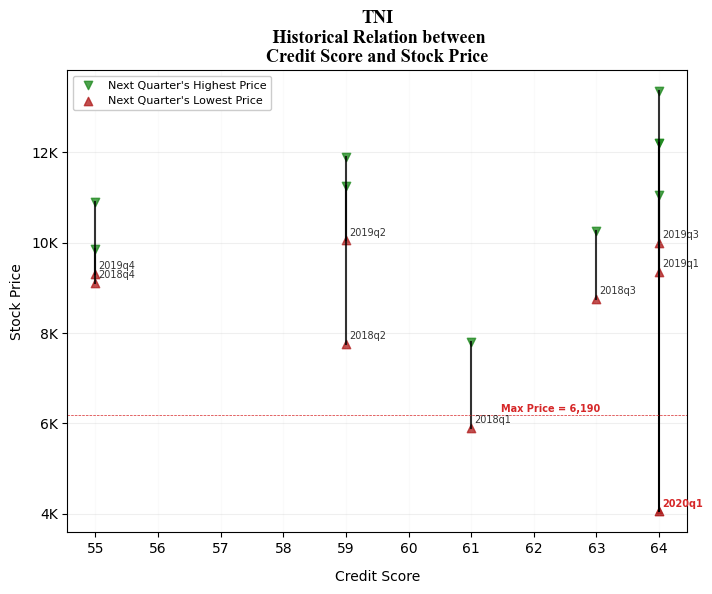 TNI
Historical Relation between
Credit Score and Stock Price
Next Quarter's Highest Price
Next Quarter's Lowest Price
12K
10K
8K
6K
4K
Stock Price
2019q4
2018q4
2019q2
2018q2
2018q1
2018q3
2019q3
2019q1
Max Price = 6,190
2020q1
55 56 57 58 59 60 61 62 63 64
Credit Score